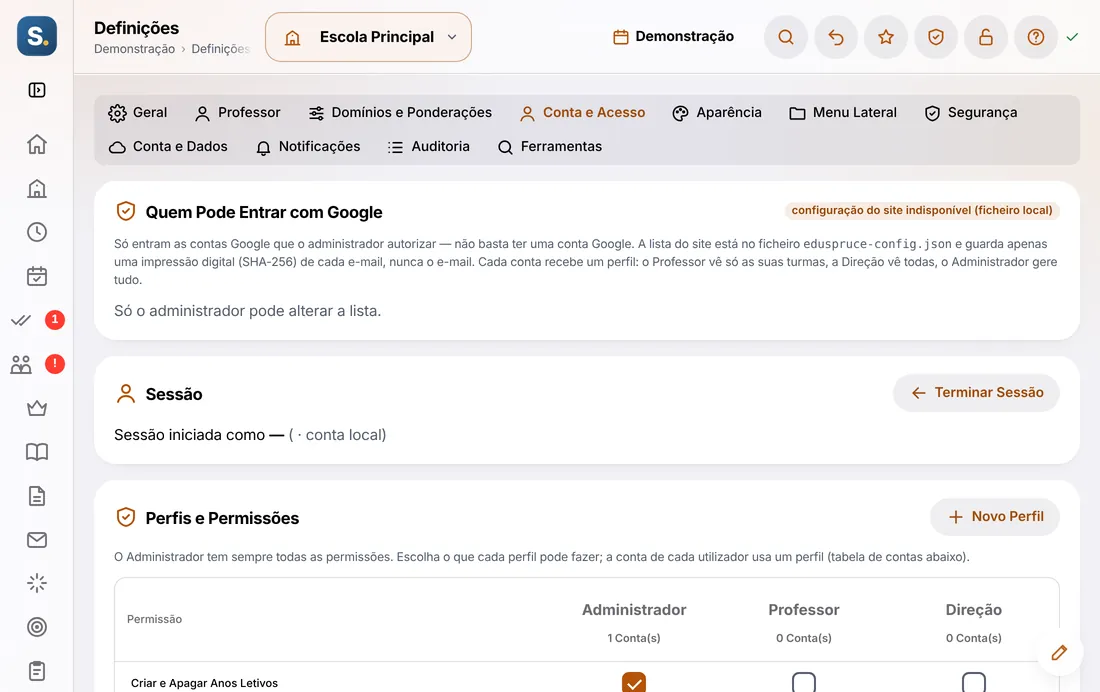 S.
Definições
Demonstração › Definições
Escola Principal
Demonstração
Geral
Professor
Domínios e Ponderações
Conta e Acesso
Aparência
Menu Lateral
Segurança
Conta e Dados
Notificações
Auditoria
Ferramentas
1
!
Quem Pode Entrar com Google
configuração do site indisponível (ficheiro local)
Só entram as contas Google que o administrador autorizar — não basta ter uma conta Google. A lista do site está no ficheiro eduspruce-config.json e guarda apenas
uma impressão digital (SHA-256) de cada e-mail, nunca o e-mail. Cada conta recebe um perfil: o Professor vê só as suas turmas, a Direção vê todas, o Administrador gere
tudo.
Só o administrador pode alterar a lista.
Sessão
Terminar Sessão
Sessão iniciada como — ( · conta local)
Perfis e Permissões
Novo Perfil
O Administrador tem sempre todas as permissões. Escolha o que cada perfil pode fazer; a conta de cada utilizador usa um perfil (tabela de contas abaixo).
Permissão
Administrador
1 Conta(s)
Professor
0 Conta(s)
Direção
0 Conta(s)
Criar e Apagar Anos Letivos